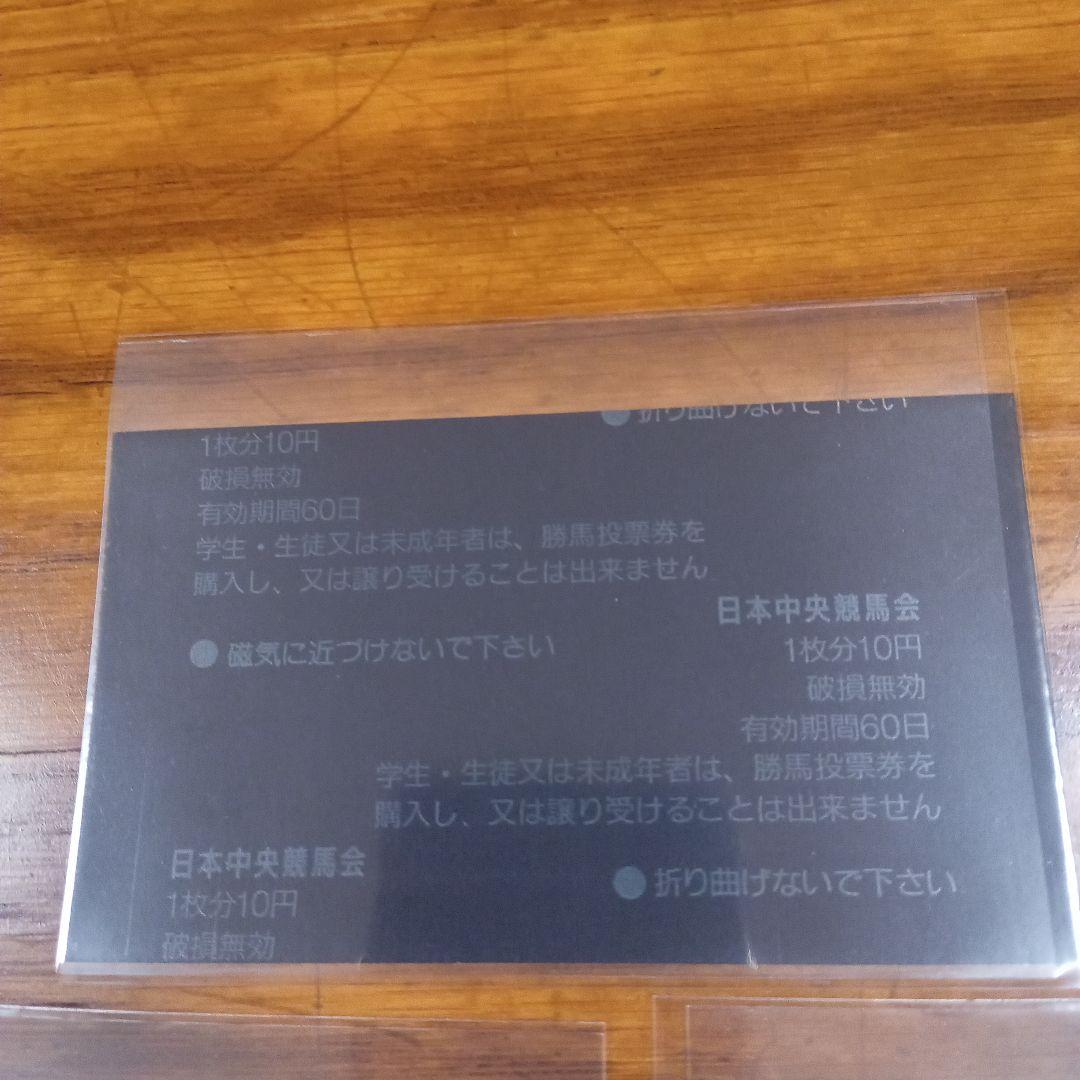 ● 折り曲げないで下さい
1枚分10円
破損無効
有効期間60日
学生・生徒又は未成年者は、勝馬投票券を
購入し、又は譲り受けることは出来ません
日本中央競馬会
● 磁気に近づけないで下さい
1枚分10円
破損無効
有効期間60日
学生・生徒又は未成年者は、勝馬投票券を
購入し、又は譲り受けることは出来ません
日本中央競馬会
● 折り曲げないで下さい
1枚分10円
破損無効